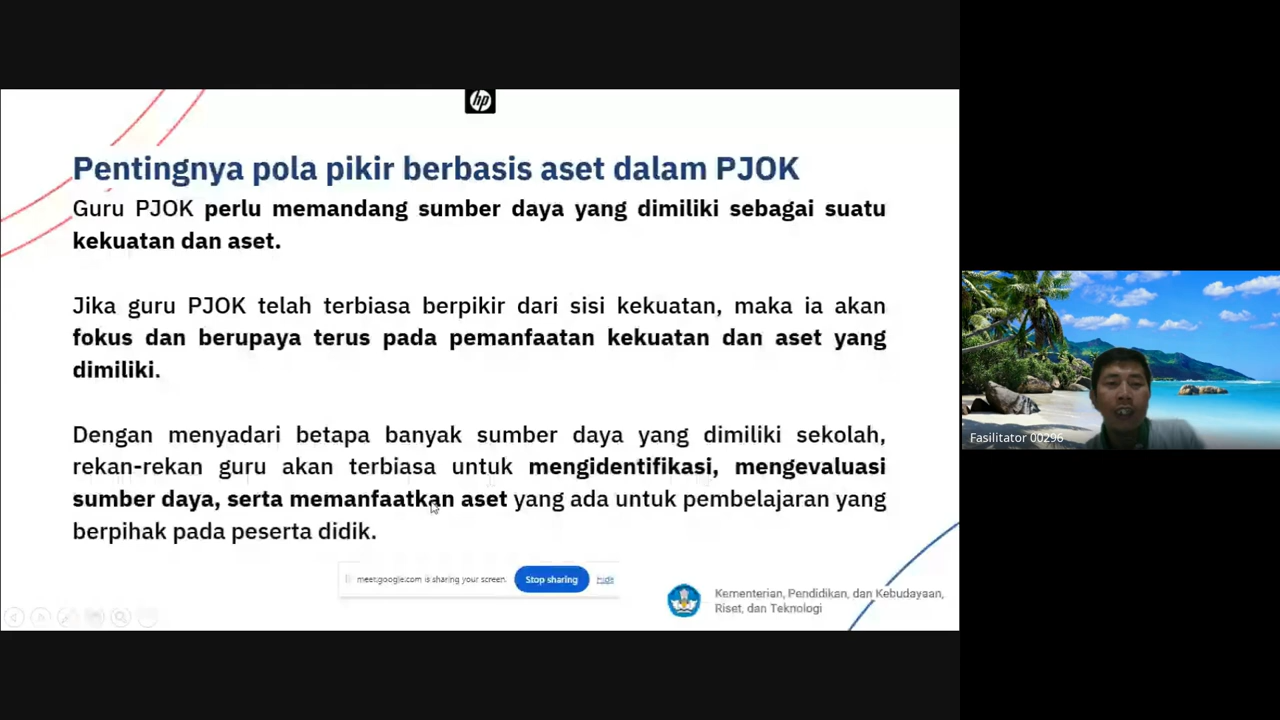 hp
Pentingnya pola pikir berbasis aset dalam PJOK
Guru PJOK perlu memandang sumber daya yang dimiliki sebagai suatu
kekuatan dan aset.
Jika guru PJOK telah terbiasa berpikir dari sisi kekuatan, maka ia akan
fokus dan berupaya terus pada pemanfaatan kekuatan dan aset yang
dimiliki.
Dengan menyadari betapa banyak sumber daya yang dimiliki sekolah,
rekan-rekan guru akan terbiasa untuk mengidentifikasi, mengevaluasi
sumber daya, serta memanfaatkan aset yang ada untuk pembelajaran yang
berpihak pada peserta didik.
meet.google.com is sharing your screen.
Stop sharing
Hide
Kementerian, Pendidikan, dan Kebudayaan,
Riset, dan Teknologi
Fasilitator 00296